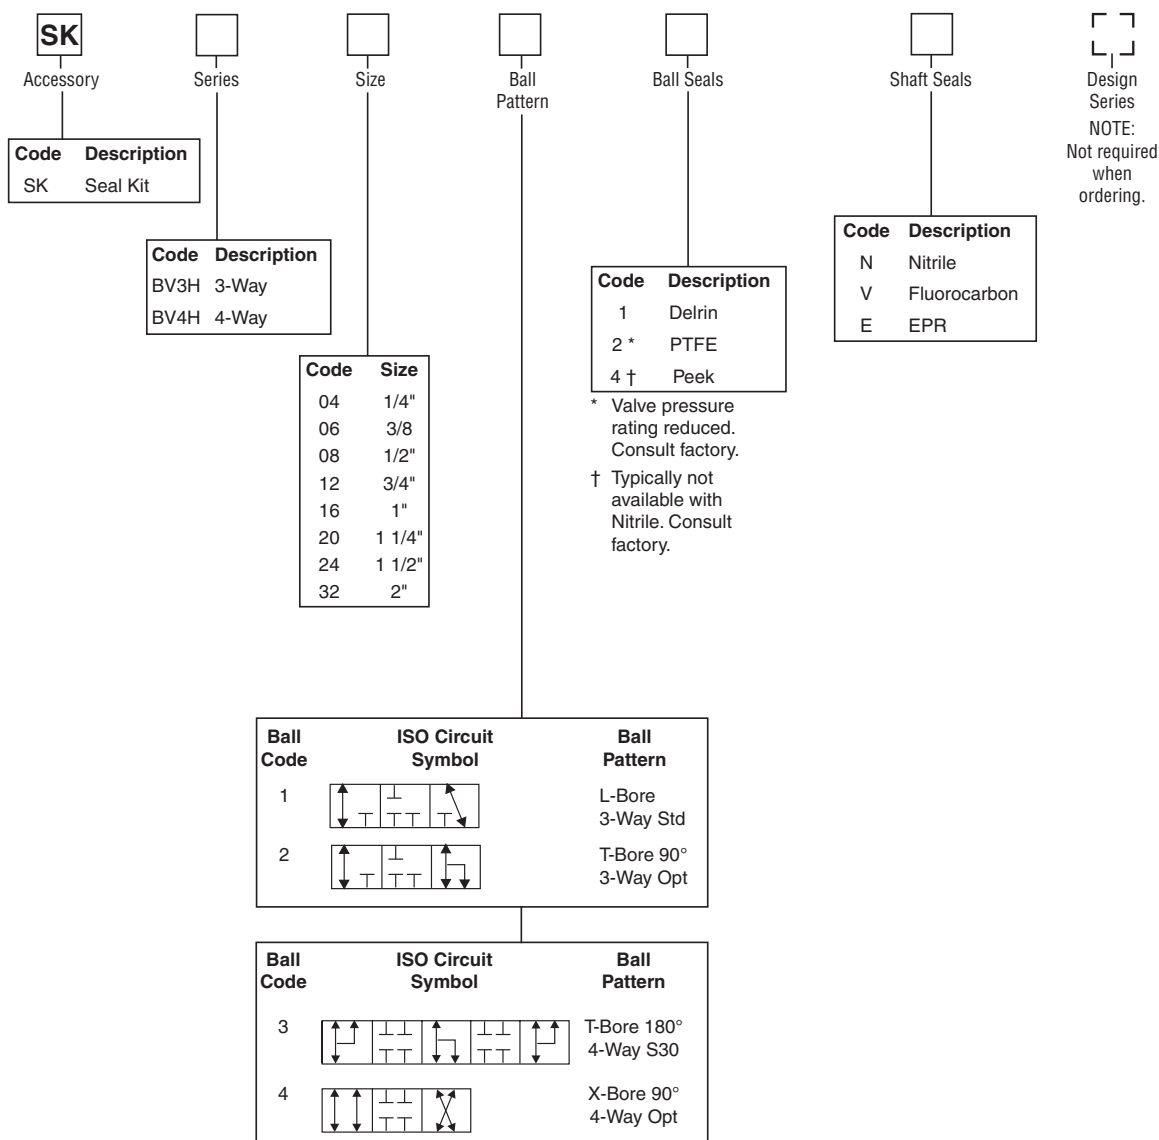 SK
Accessory
Series
Size
Ball
Pattern
Ball Seals
Shaft Seals
Design
Series
NOTE:
Not required
when
ordering.
Code Description
SK Seal Kit
Code Description
BV3H 3-Way
BV4H 4-Way
Code Size
04 1/4"
06 3/8
08 1/2"
12 3/4"
16 1"
20 1 1/4"
24 1 1/2"
32 2"
Code Description
1 Delrin
2 * PTFE
4 † Peek
* Valve pressure
rating reduced.
Consult factory.
† Typically not
available with
Nitrile. Consult
factory.
Code Description
N Nitrile
V Fluorocarbon
E EPR
Ball
Code
ISO Circuit
Symbol
Ball
Pattern
1
L-Bore
3-Way Std
2
T-Bore 90°
3-Way Opt
Ball
Code
ISO Circuit
Symbol
Ball
Pattern
3
T-Bore 180°
4-Way S30
4
X-Bore 90°
4-Way Opt